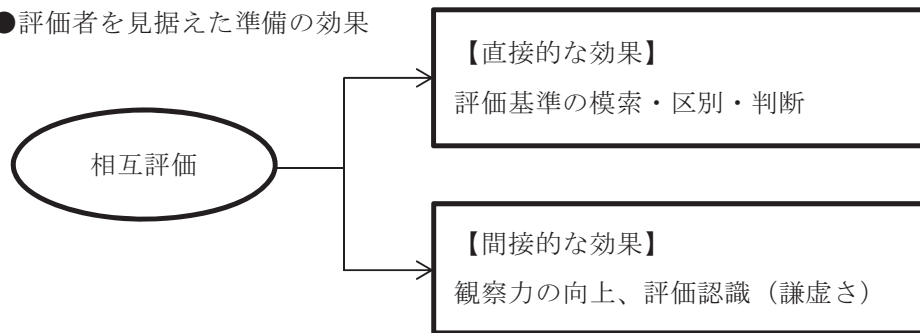 ●評価者を見据えた準備の効果
【直接的な効果】
評価基準の模索・区別・判断
相互評価
【間接的な効果】
観察力の向上、評価認識（謙虚さ）